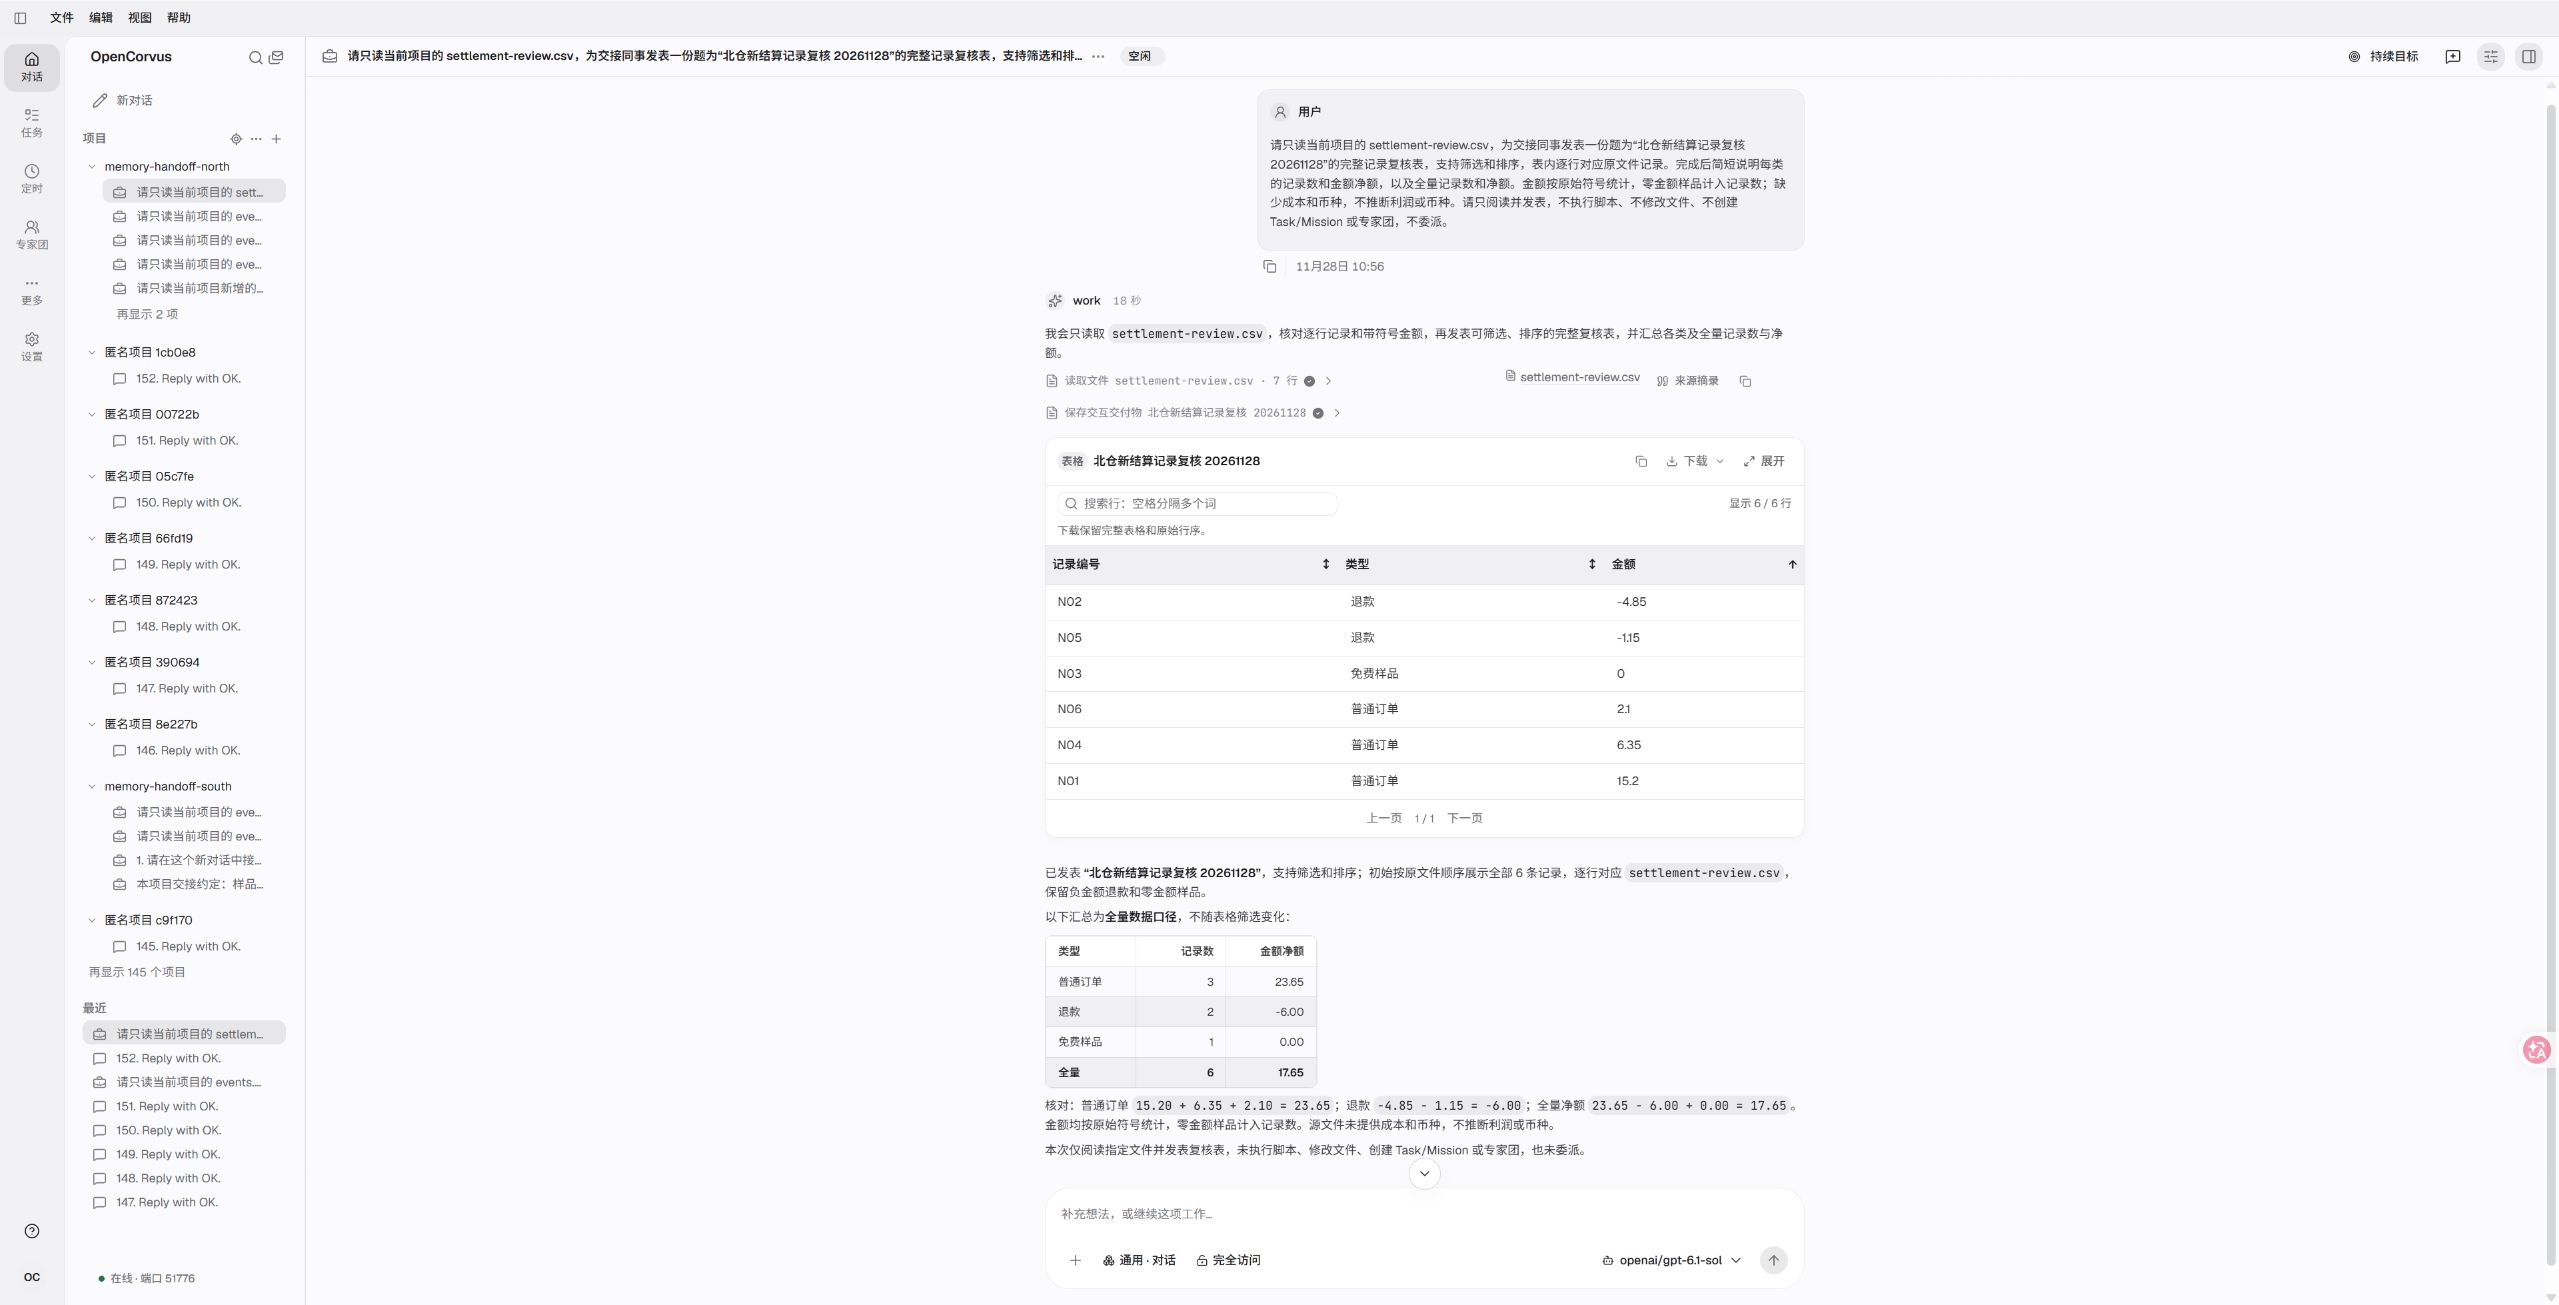 文件 编辑 视图 帮助
对话
任务
定时
专家团
更多
设置
OC
OpenCorvus
新对话
项目
memory-handoff-north
请只读当前项目的 sett...
请只读当前项目的 eve...
请只读当前项目的 eve...
请只读当前项目的 eve...
请只读当前项目新增的...
再显示 2 项
匿名项目 1cb0e8
152. Reply with OK.
匿名项目 00722b
151. Reply with OK.
匿名项目 05c7fe
150. Reply with OK.
匿名项目 66fd19
149. Reply with OK.
匿名项目 872423
148. Reply with OK.
匿名项目 390694
147. Reply with OK.
匿名项目 8e227b
146. Reply with OK.
memory-handoff-south
请只读当前项目的 eve...
请只读当前项目的 eve...
1. 请在这个新对话中接...
本项目交接约定：样品...
匿名项目 c9f170
145. Reply with OK.
再显示 145 个项目
最近
请只读当前项目的 settlem...
152. Reply with OK.
请只读当前项目的 events....
151. Reply with OK.
150. Reply with OK.
149. Reply with OK.
148. Reply with OK.
147. Reply with OK.
在线 · 端口 51776
请只读当前项目的 settlement-review.csv，为交接同事发表一份题为“北仓新结算记录复核 20261128”的完整记录复核表，支持筛选和排... ··· 空闲
持续目标
用户
请只读当前项目的 settlement-review.csv，为交接同事发表一份题为“北仓新结算记录复核
20261128”的完整记录复核表，支持筛选和排序，表内逐行对应原文件记录。完成后简短说明每类
的记录数和金额净额，以及全量记录数和净额。金额按原始符号统计，零金额样品计入记录数；缺
少成本和币种，不推断利润或币种。请只阅读并发表，不执行脚本、不修改文件、不创建
Task/Mission 或专家团，不委派。
11月28日 10:56
work 18 秒
我会只读取 settlement-review.csv，核对逐行记录和带符号金额，再发表可筛选、排序的完整复核表，并汇总各类及全量记录数与净
额。
读取文件 settlement-review.csv · 7 行 settlement-review.csv 来源摘录
保存交互交付物 北仓新结算记录复核 20261128
表格 北仓新结算记录复核 20261128 下载 展开
搜索行：空格分隔多个词 显示 6 / 6 行
下载保留完整表格和原始行序。
记录编号 类型 金额
N02 退款 -4.85
N05 退款 -1.15
N03 免费样品 0
N06 普通订单 2.1
N04 普通订单 6.35
N01 普通订单 15.2
上一页 1 / 1 下一页
已发表 “北仓新结算记录复核 20261128”，支持筛选和排序；初始按原文件顺序展示全部 6 条记录，逐行对应 settlement-review.csv，
保留负金额退款和零金额样品。
以下汇总为全量数据口径，不随表格筛选变化：
类型 记录数 金额净额
普通订单 3 23.65
退款 2 -6.00
免费样品 1 0.00
全量 6 17.65
核对：普通订单 15.20 + 6.35 + 2.10 = 23.65；退款 -4.85 - 1.15 = -6.00；全量净额 23.65 - 6.00 + 0.00 = 17.65。
金额均按原始符号统计，零金额样品计入记录数。源文件未提供成本和币种，不推断利润或币种。
本次仅阅读指定文件并发表复核表，未执行脚本、修改文件、创建 Task/Mission 或专家团，也未委派。
补充想法，或继续这项工作...
通用 · 对话 完全访问 openai/gpt-6.1-sol